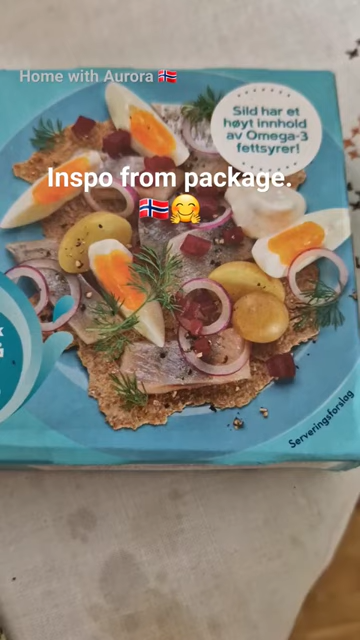 Home with Aurora 🇳🇴
Sild har et
høyt innhold
av Omega-3
fettsyrer!
Inspo from package.
🇳🇴🤗
Serveringsforslag